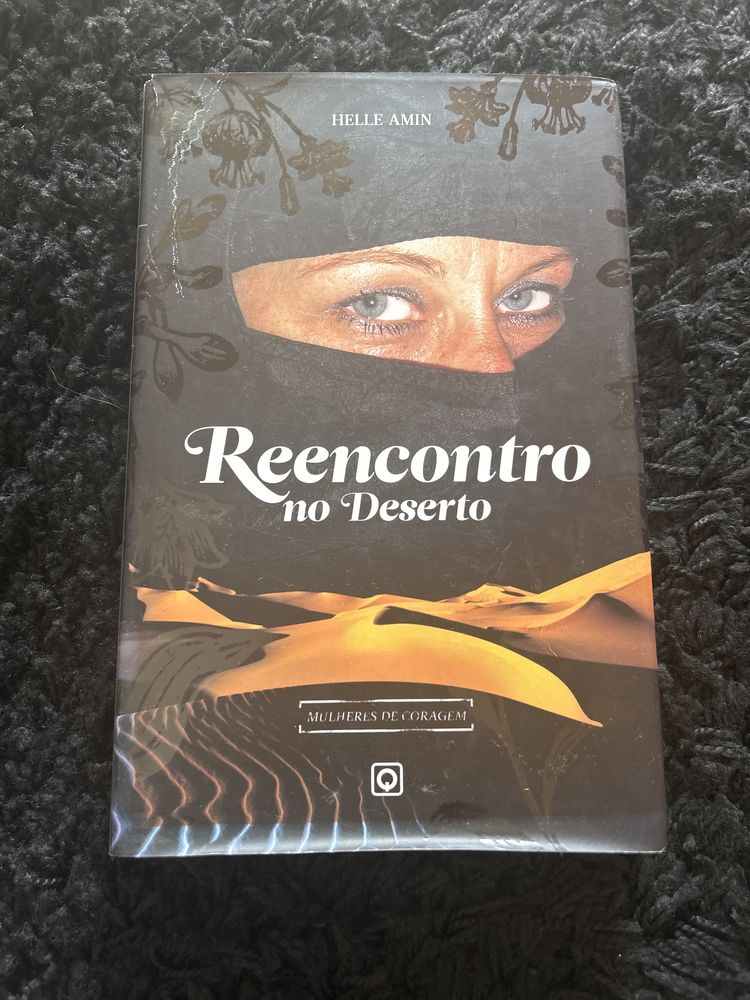 HELLE AMIN
Reencontro
no Deserto
MULHERES DE CORAGEM